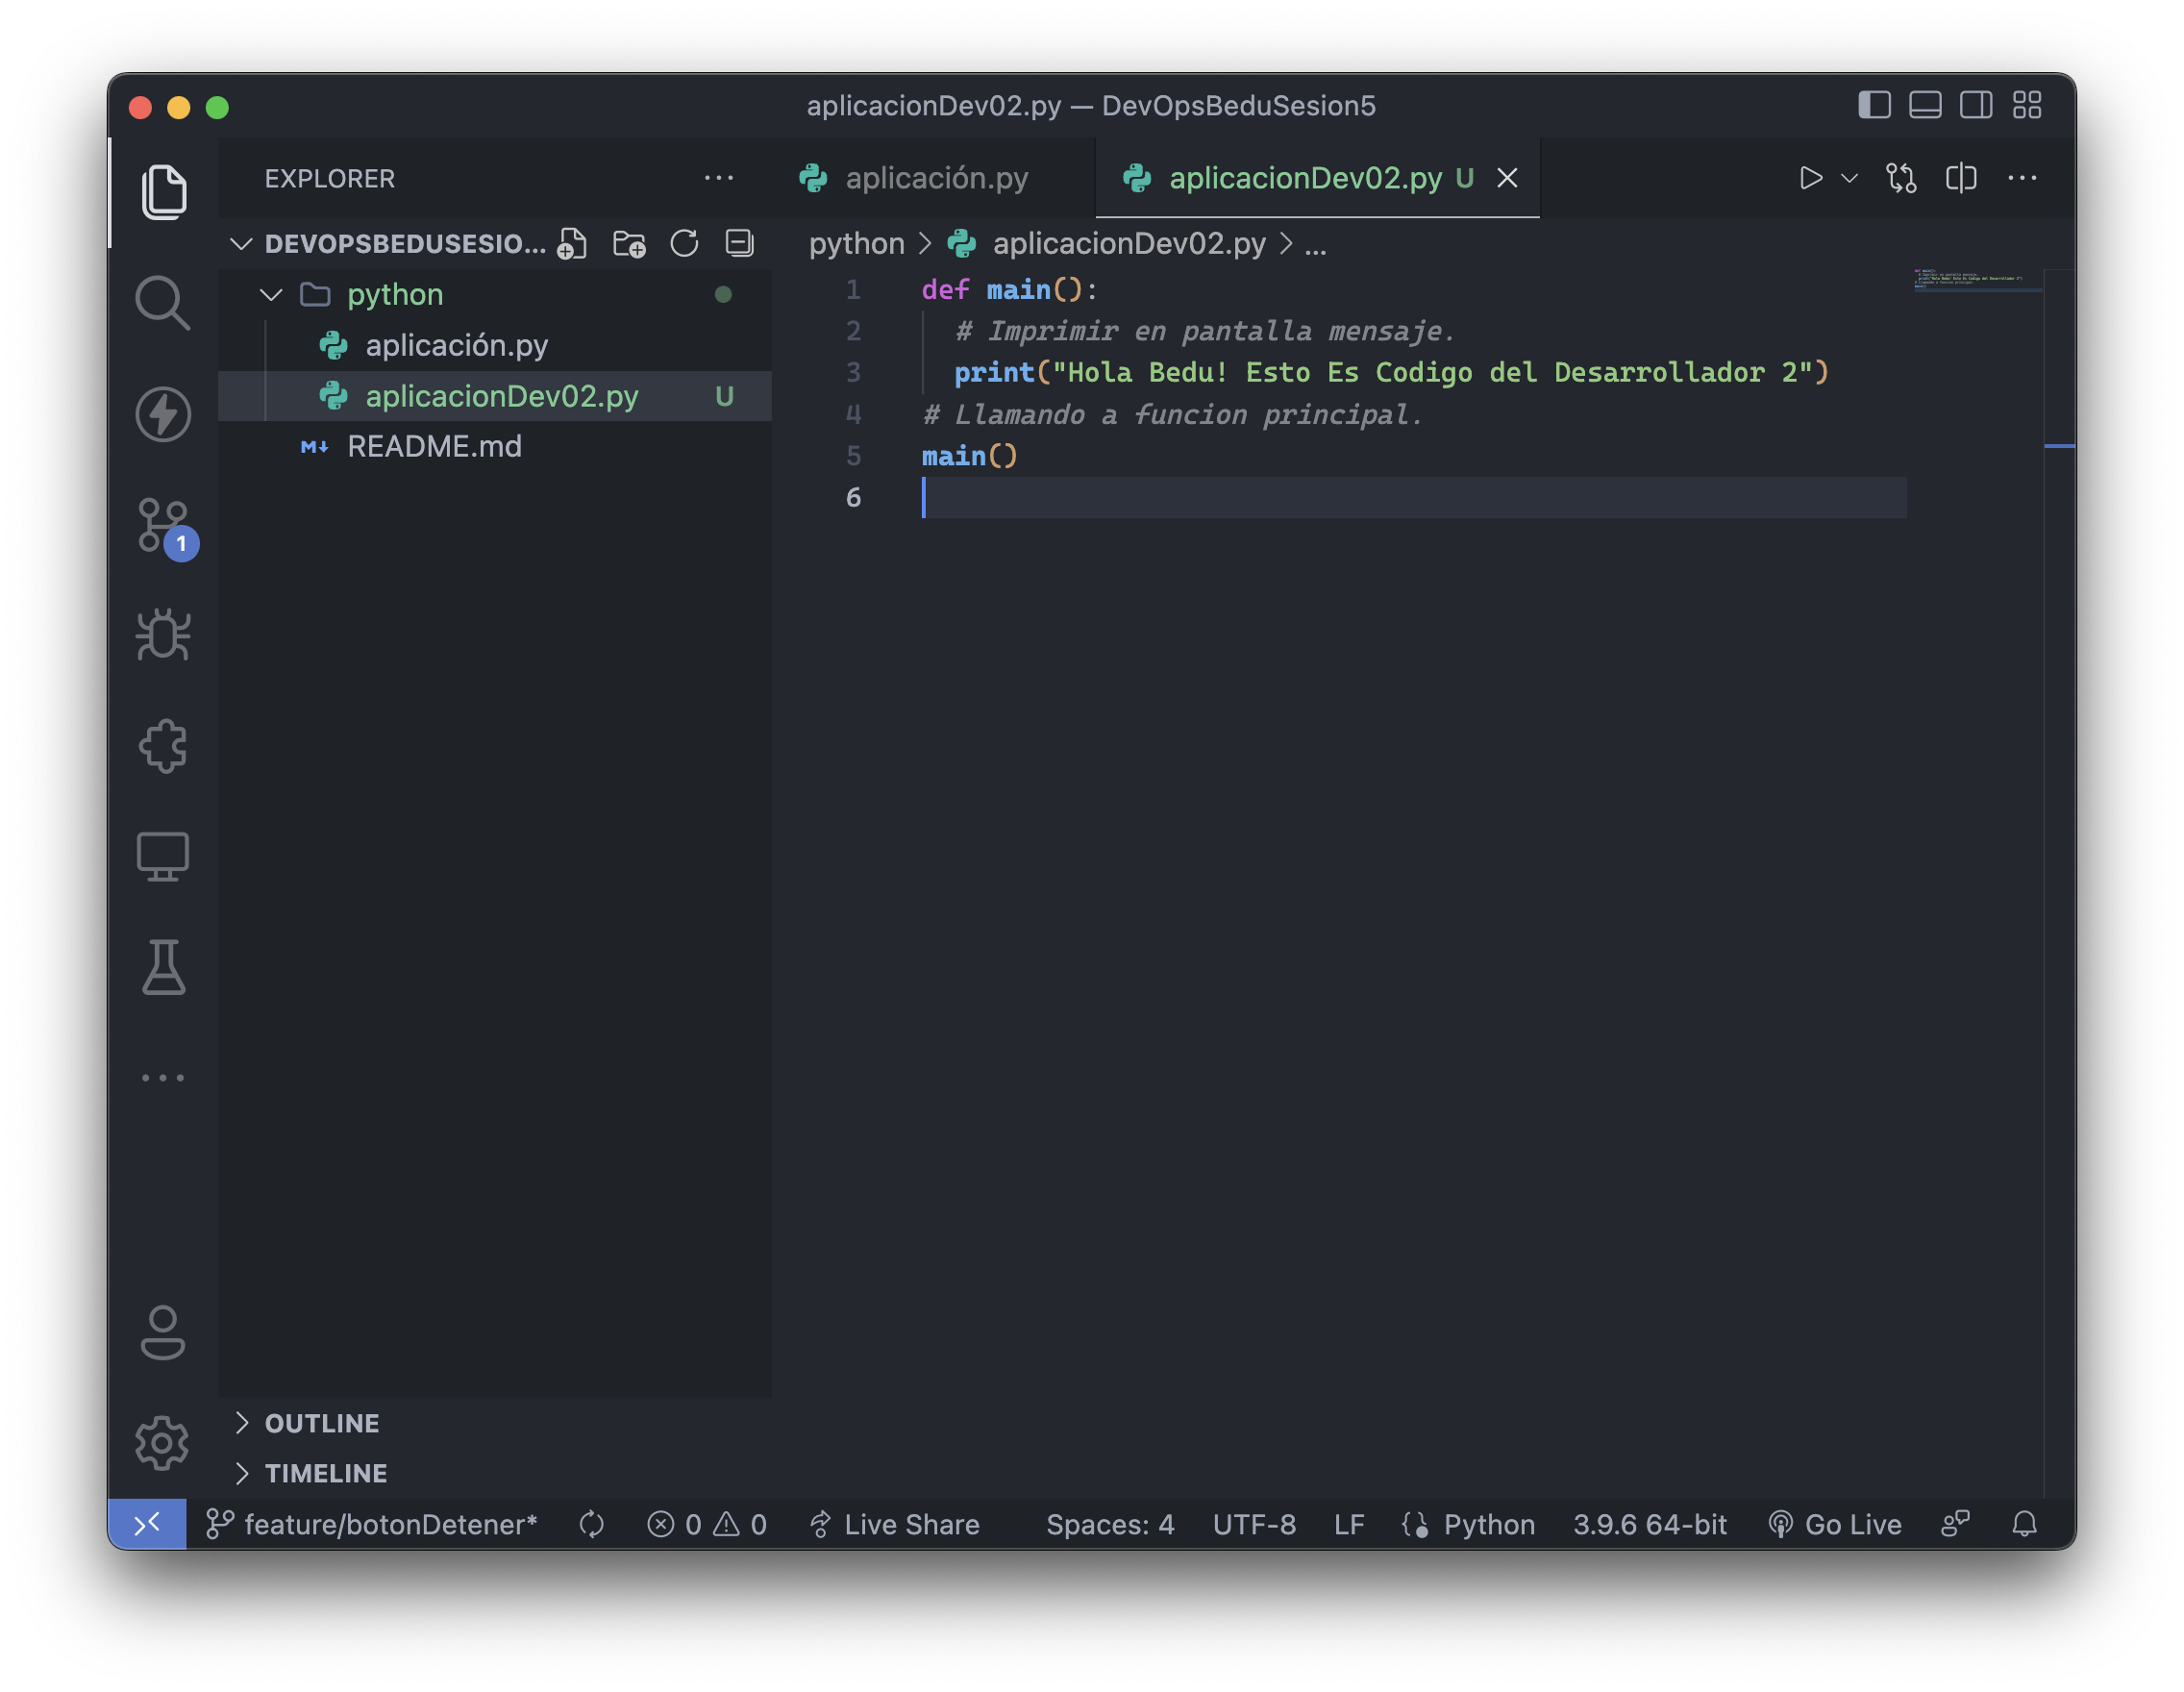 aplicacionDev02.py — DevOpsBeduSesion5
EXPLORER
DEVOPSBEDUSESIO...
python
aplicación.py
aplicacionDev02.py U
README.md
OUTLINE
TIMELINE
1
aplicación.py
aplicacionDev02.py U
python > aplicacionDev02.py > ...
1 def main():
2 # Imprimir en pantalla mensaje.
3 print("Hola Bedu! Esto Es Codigo del Desarrollador 2")
4 # Llamando a funcion principal.
5 main()
6
feature/botonDetener* 0 0 Live Share Spaces: 4 UTF-8 LF Python 3.9.6 64-bit Go Live